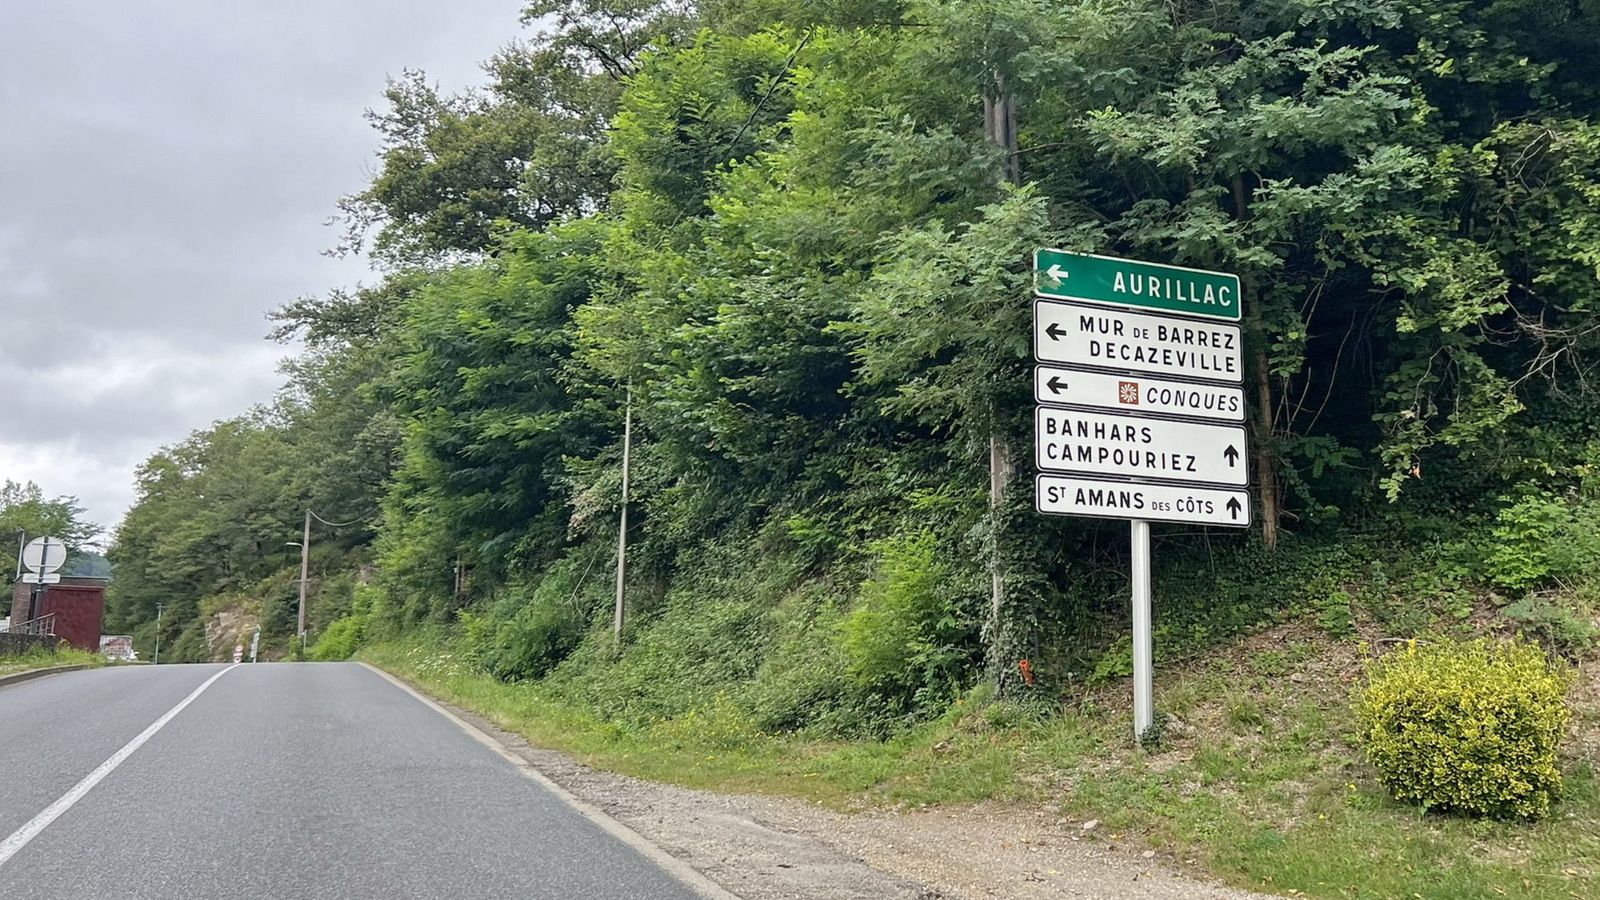 AURILLAC
MUR DE BARREZ
DECAZEVILLE
CONQUES
BANHARS
CAMPOURIEZ
ST AMANS DES CÔTS